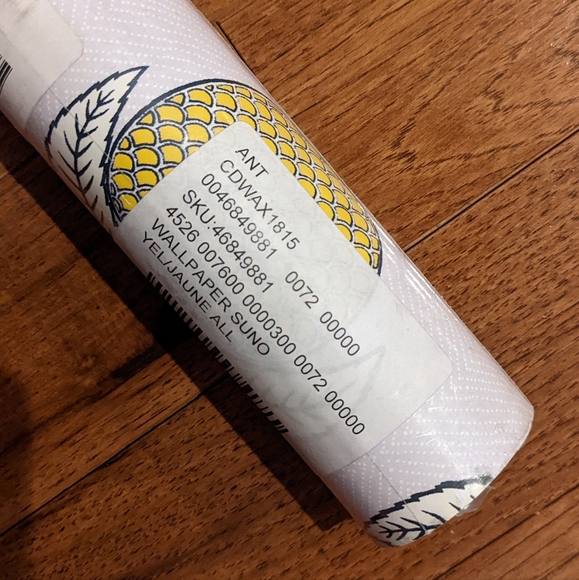 ANT
CDWAX1815
0046849881 0072 00000
SKU:46849881
4526 007600 0000300 0072 00000
WALLPAPER SUNO
YEL/JAUNE ALL